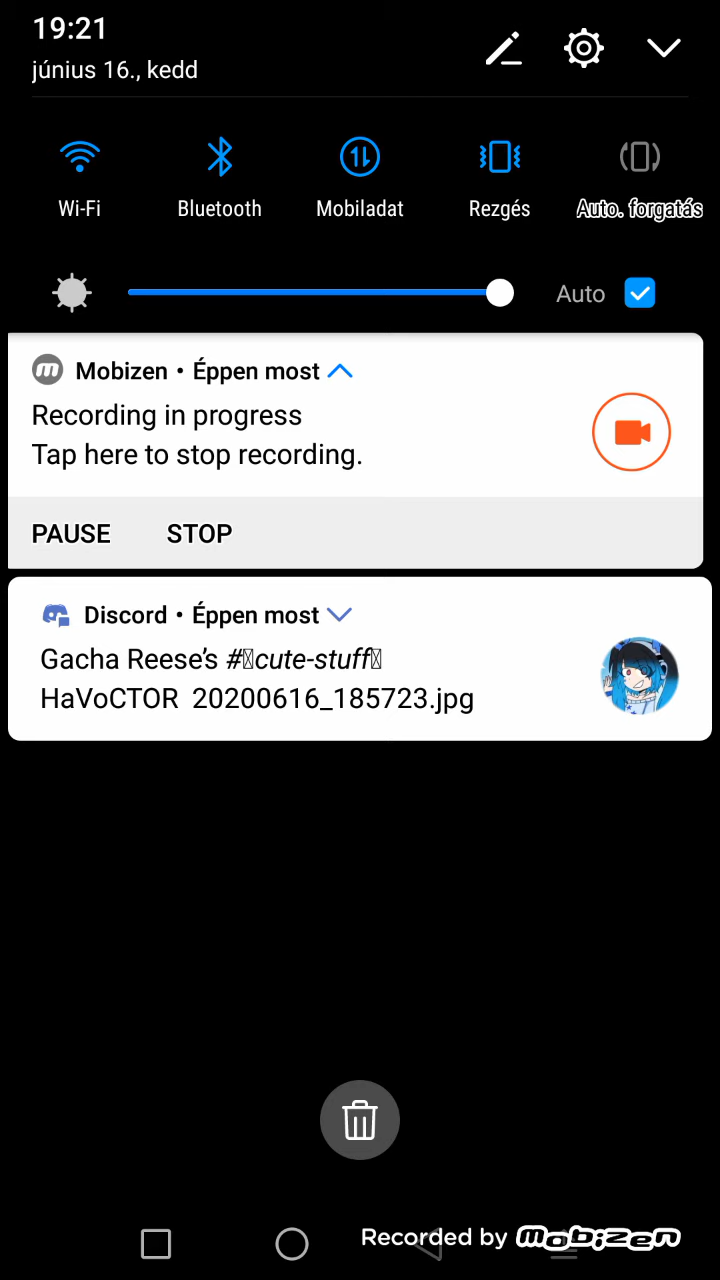 19:21
június 16., kedd
Wi-Fi
Bluetooth
Mobiladat
Rezgés
Auto. forgatás
Auto
Mobizen • Éppen most
Recording in progress
Tap here to stop recording.
PAUSE STOP
Discord • Éppen most
Gacha Reese's #cute-stuff
HaVoCTOR 20200616_185723.jpg
Recorded by mobizen